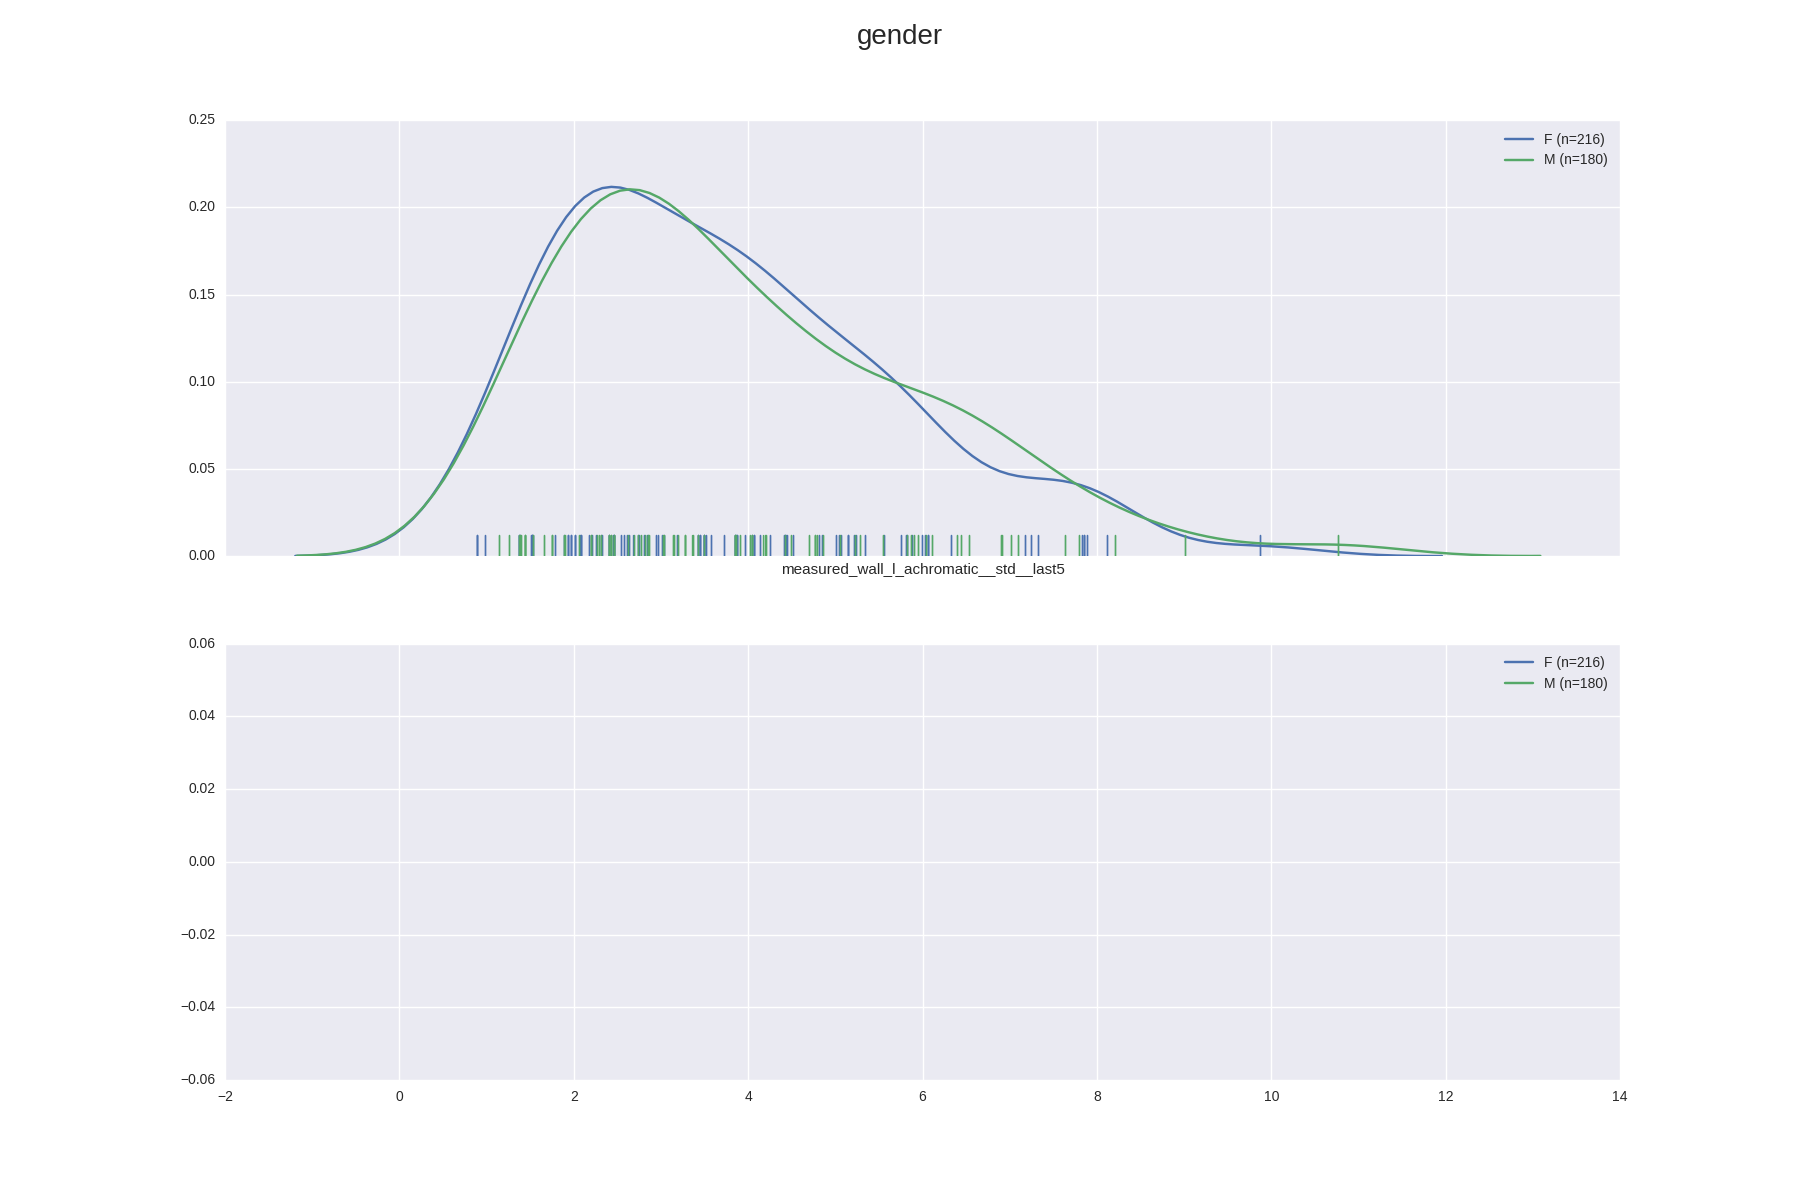 gender
0.25
0.20
0.15
0.10
0.05
0.00
F (n=216)
M (n=180)
measured_wall_l_achromatic__std__last5
0.06
0.04
0.02
0.00
−0.02
−0.04
−0.06
F (n=216)
M (n=180)
−2 0 2 4 6 8 10 12 14